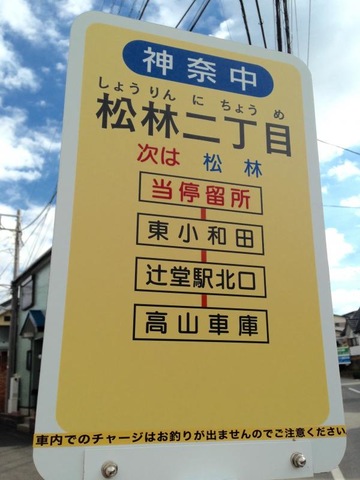 神奈中
しょうりん に ちょう め
松林二丁目
次は 松林
当停留所
東小和田
辻堂駅北口
高山車庫
車内でのチャージはお釣りが出ませんのでご注意ください